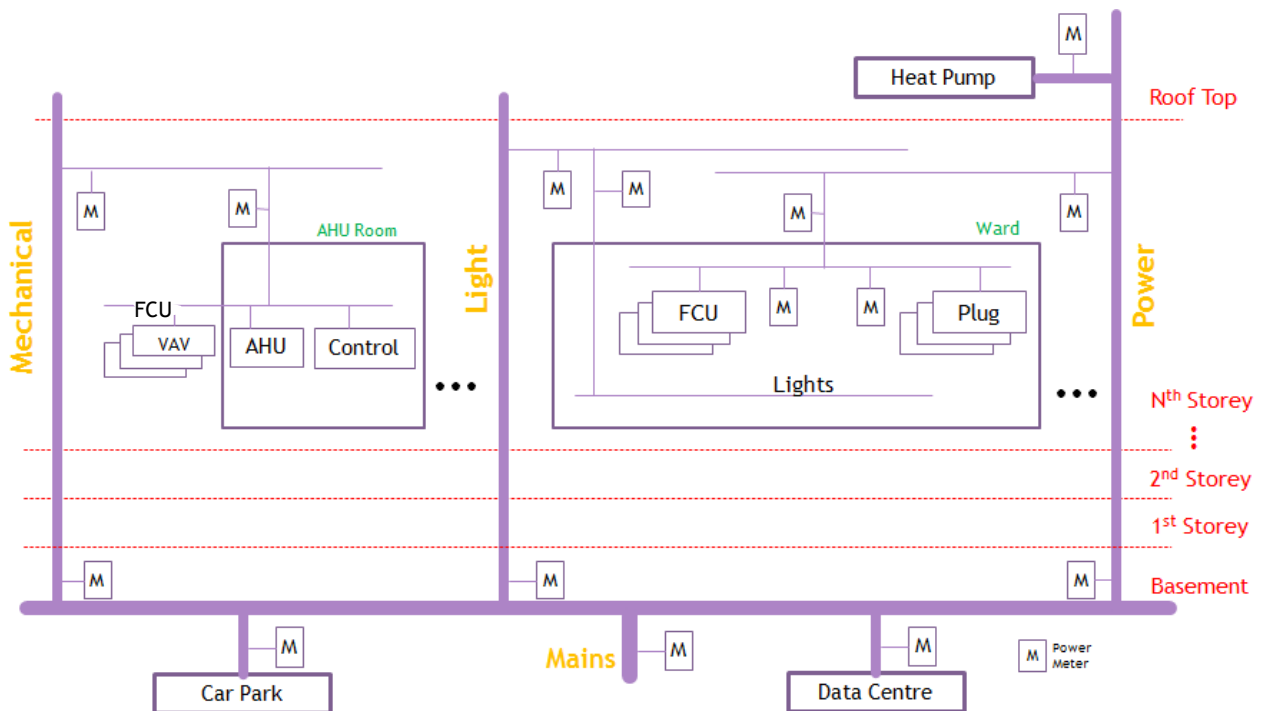 M
Heat Pump
Roof Top
M
M
M
M
M
M
M
Mechanical
Light
Power
AHU Room
Ward
FCU
VAV
AHU
Control
FCU
M
M
Plug
•••
Lights
•••
Nth Storey
2nd Storey
1st Storey
M
M
M
Basement
M
Mains
M
M
M
Power
Meter
Car Park
Data Centre